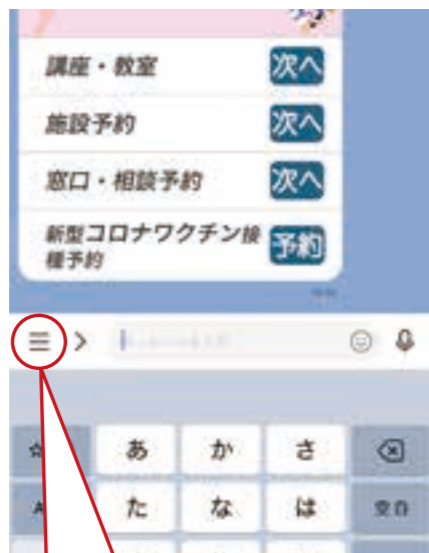 講座・教室 次へ
施設予約 次へ
窓口・相談予約 次へ
新型コロナワクチン接
種予約 予約
あ か さ
た な は
空白